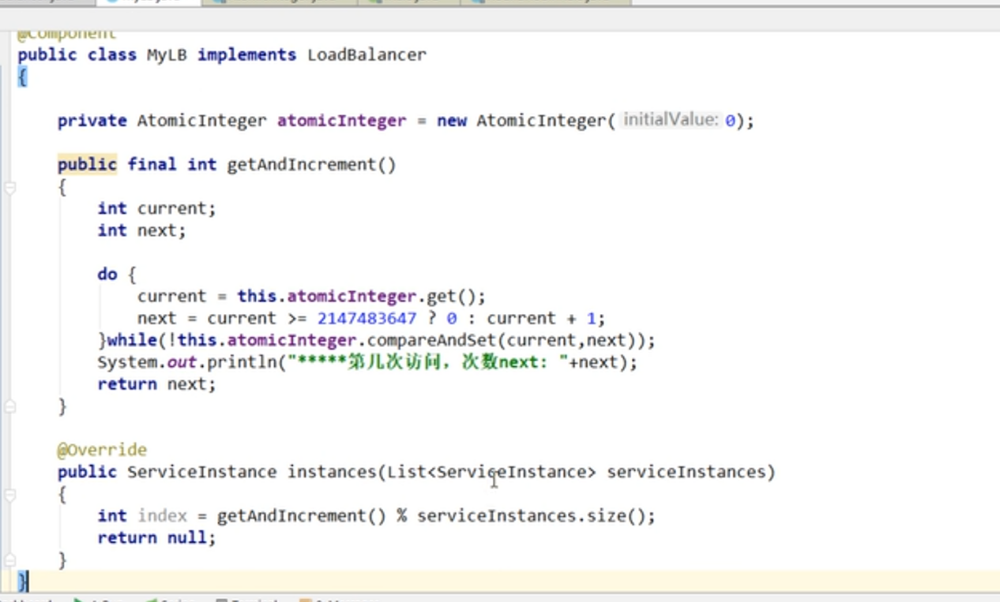 @Component
public class MyLB implements LoadBalancer
{
private AtomicInteger atomicInteger = new AtomicInteger( initialValue: 0);
public final int getAndIncrement()
{
int current;
int next;
do {
current = this.atomicInteger.get();
next = current >= 2147483647 ? 0 : current + 1;
}while(!this.atomicInteger.compareAndSet(current,next));
System.out.println("*****第几次访问，次数next: "+next);
return next;
}
@Override
public ServiceInstance instances(List<ServiceInstance> serviceInstances)
{
int index = getAndIncrement() % serviceInstances.size();
return null;
}
}